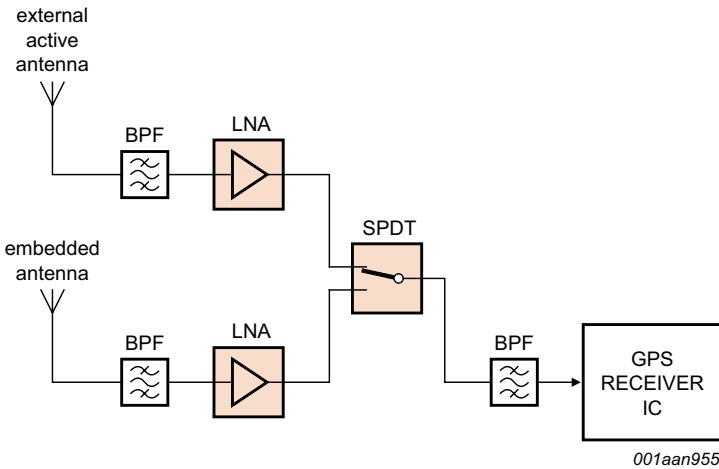 external
active
antenna
BPF
LNA
SPDT
embedded
antenna
BPF
LNA
BPF
GPS
RECEIVER
IC
001aan955